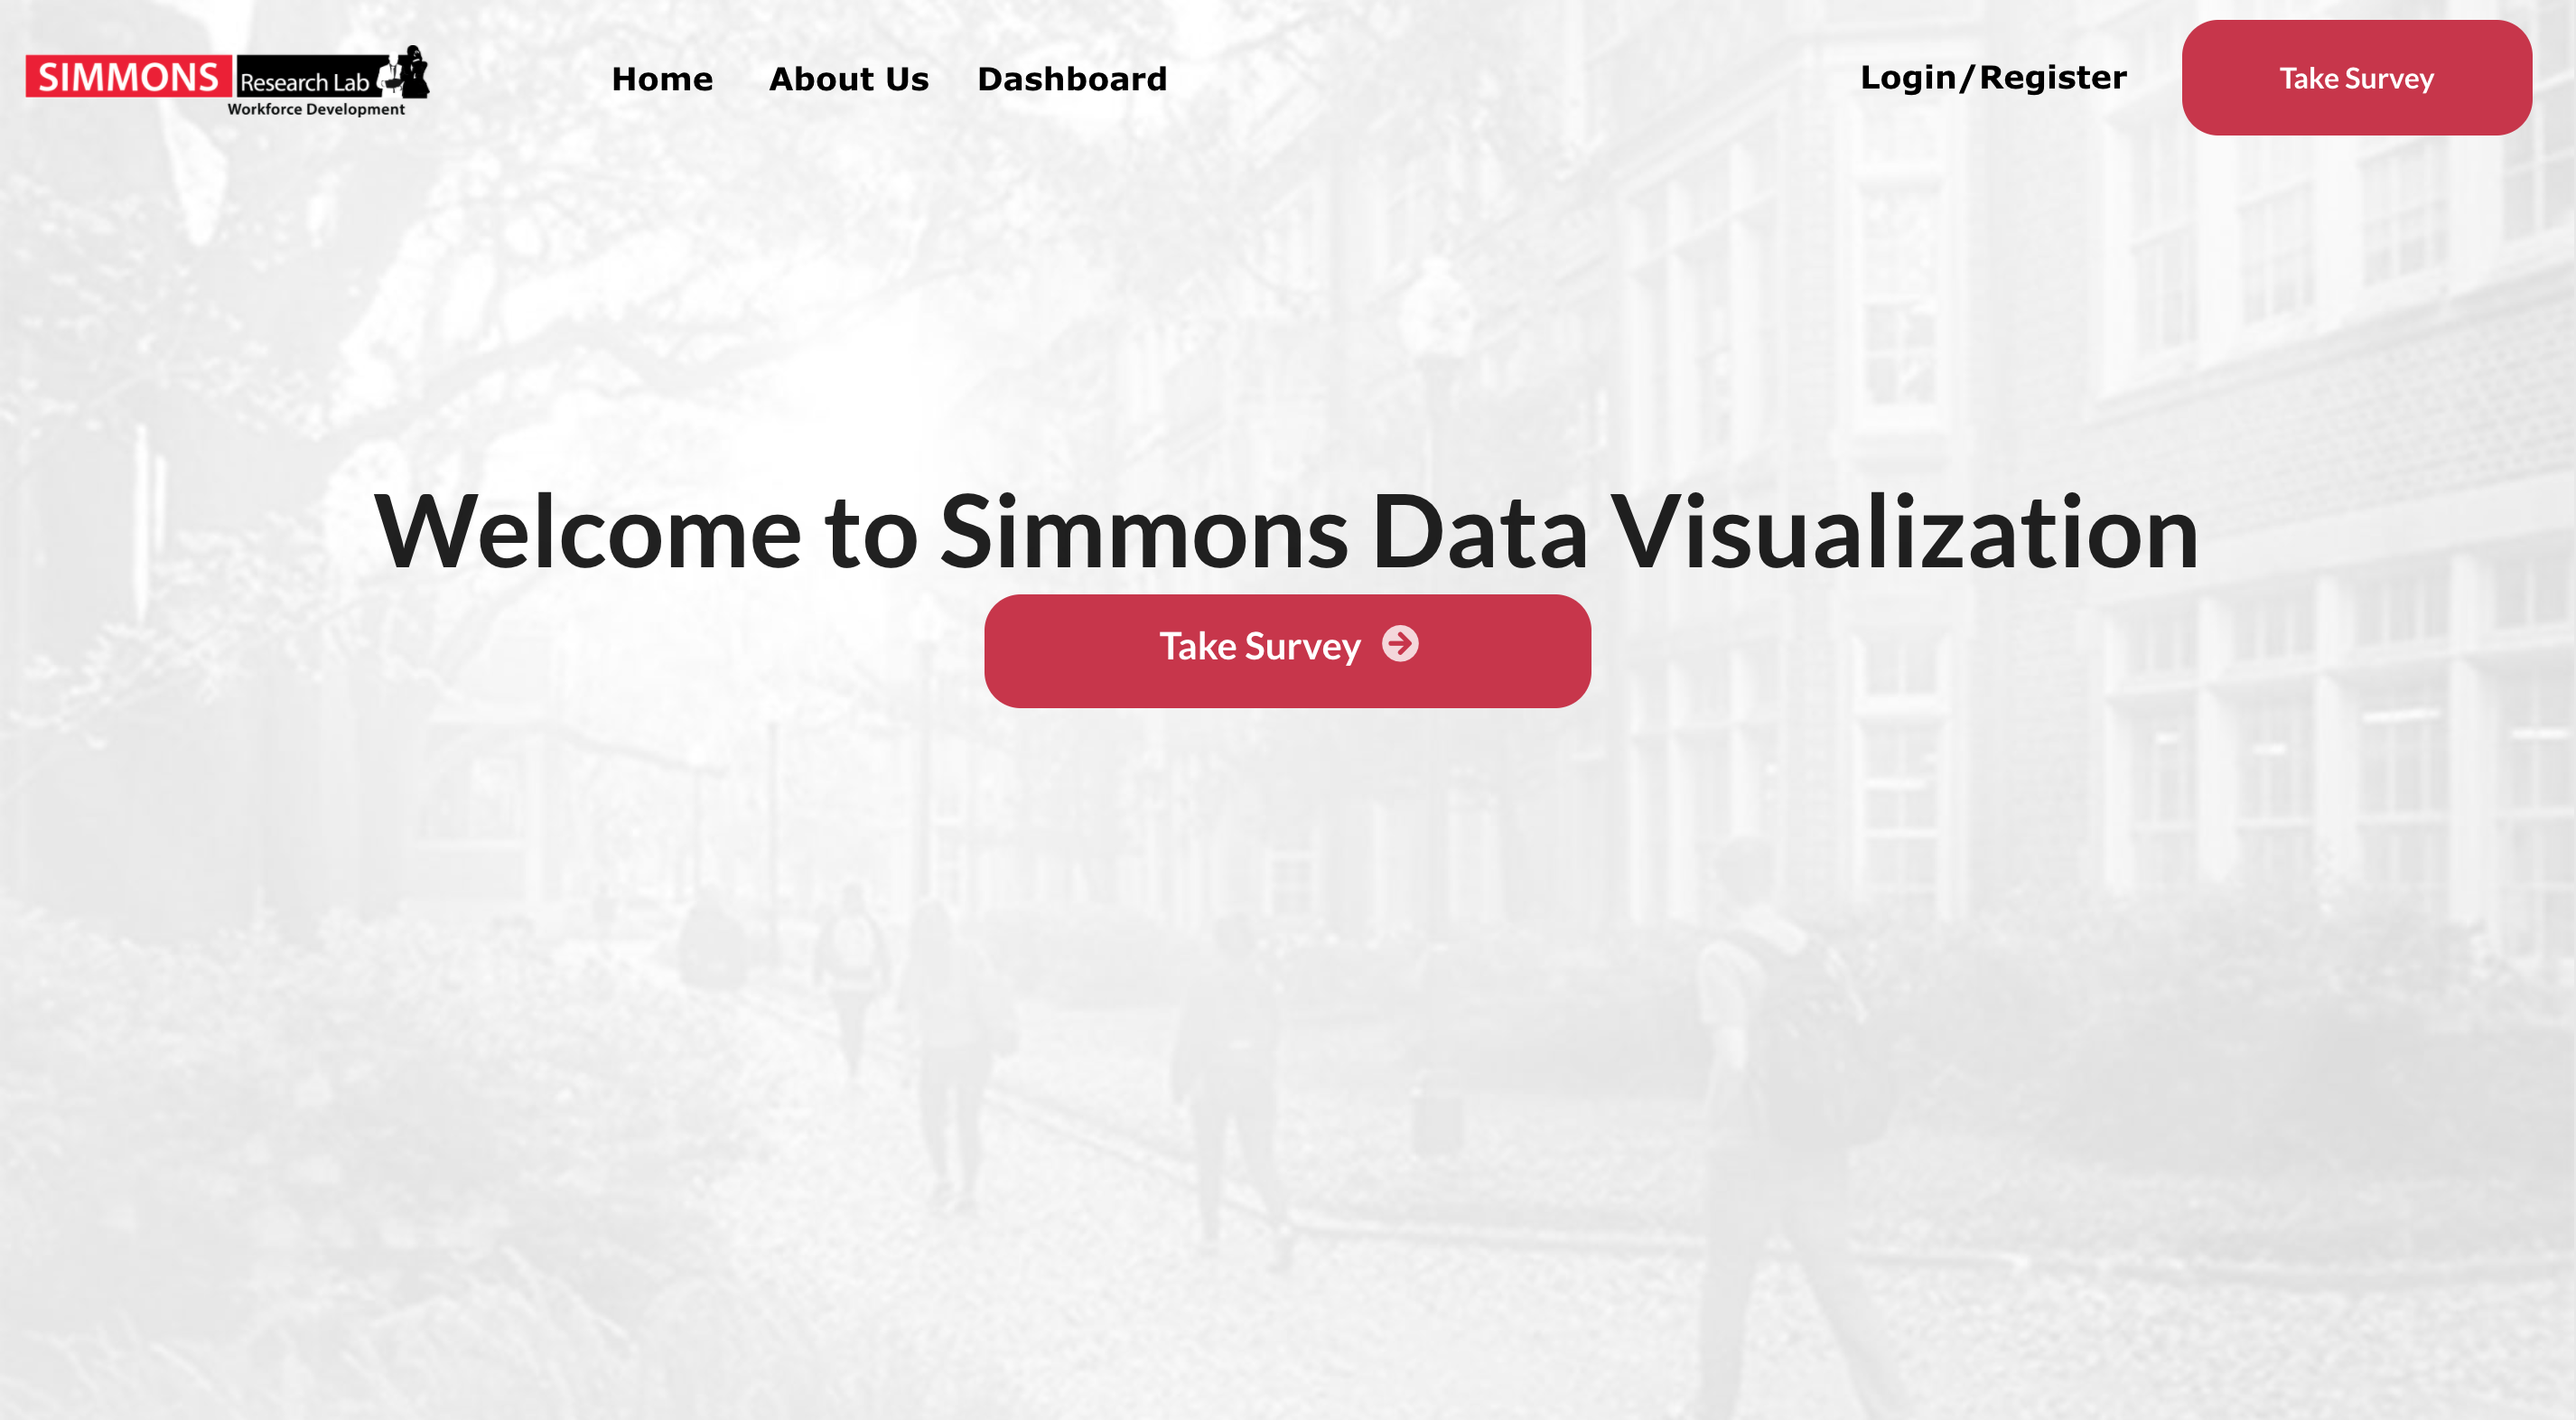 SIMMONS Research Lab
Workforce Development
Home About Us Dashboard Login/Register Take Survey
Welcome to Simmons Data Visualization
Take Survey